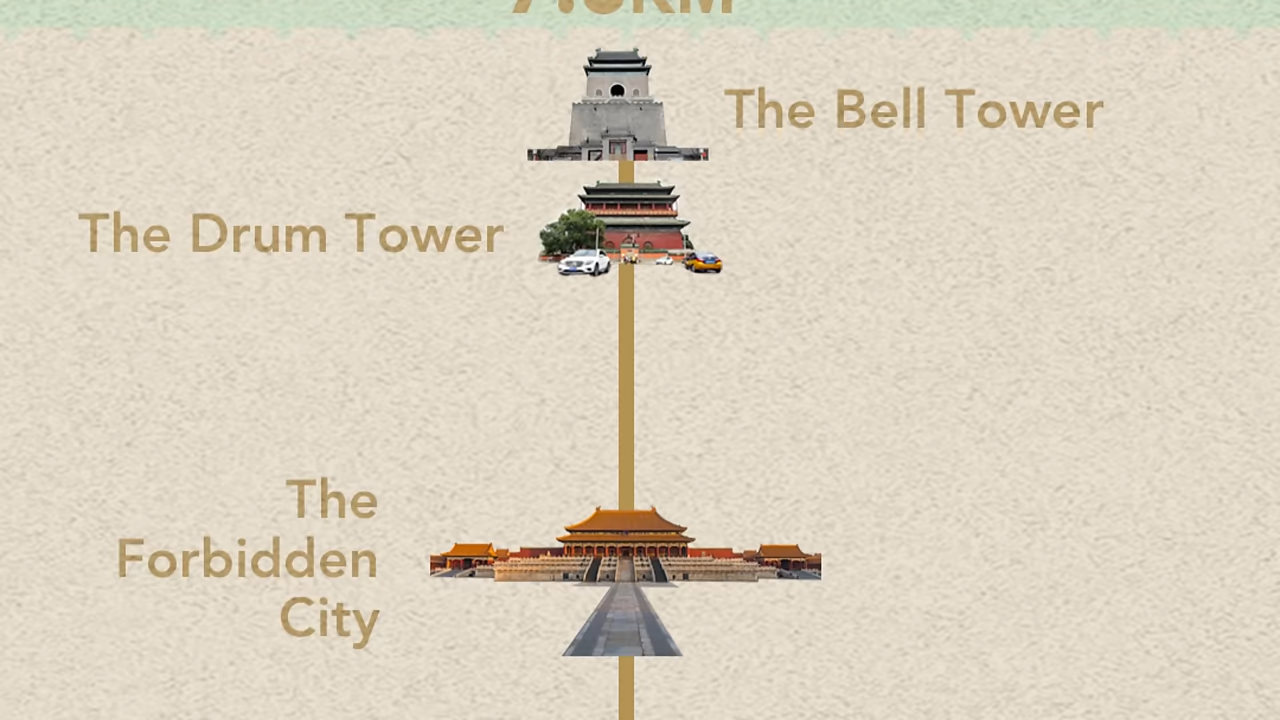 The Bell Tower
The Drum Tower
The
Forbidden
City